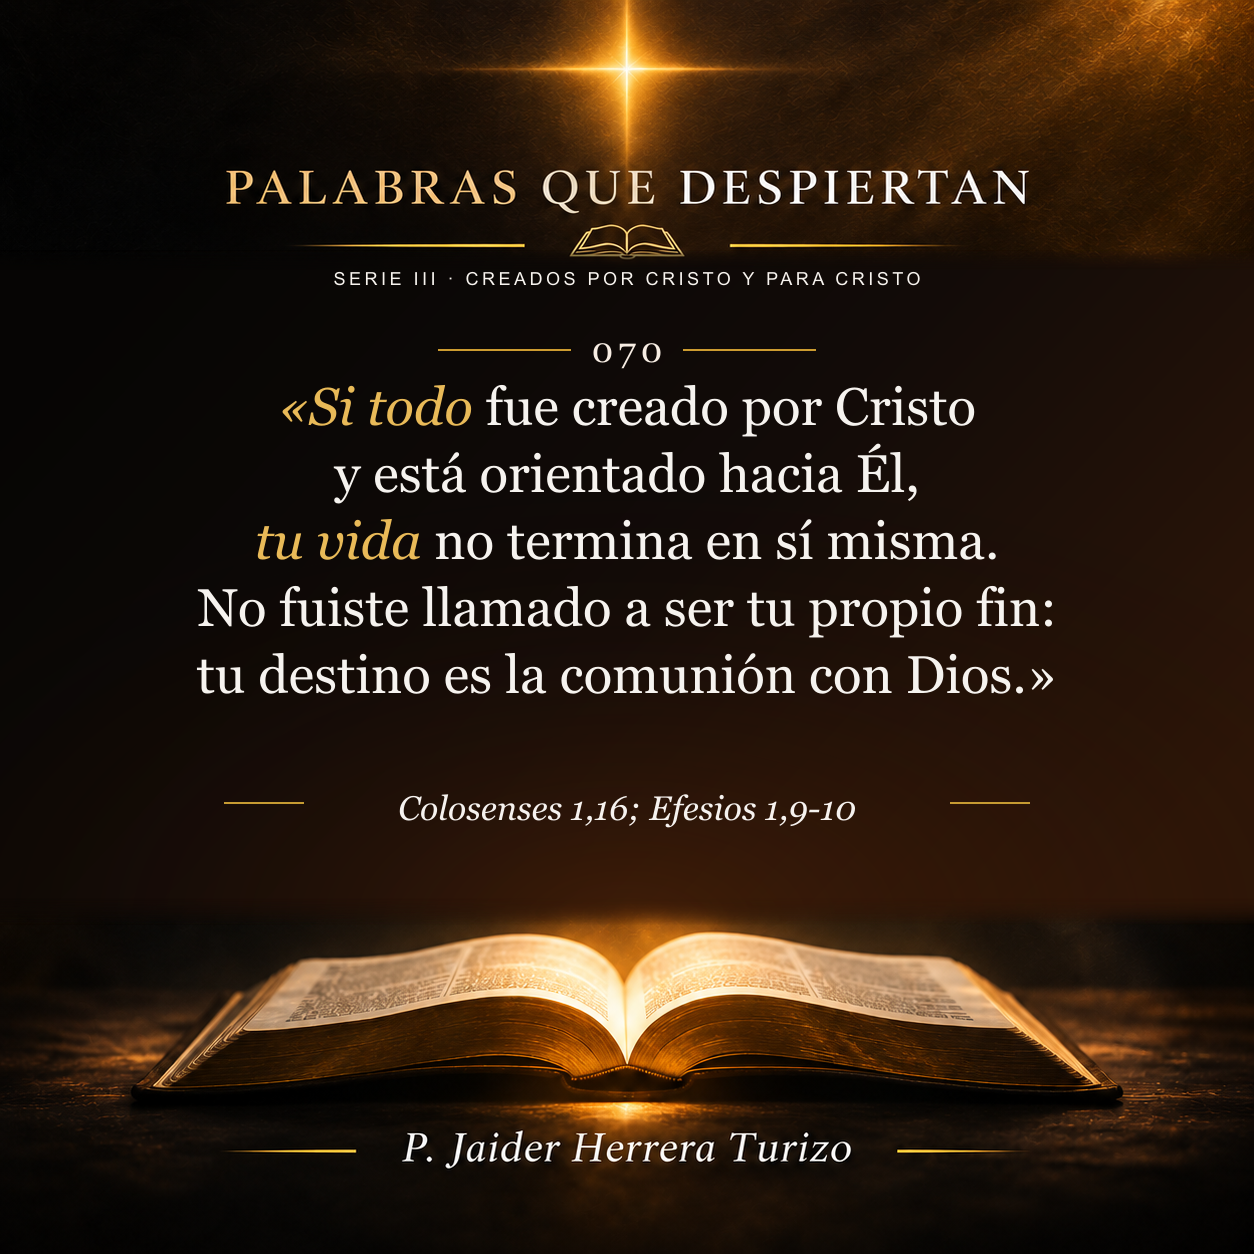 PALABRAS QUE DESPIERTAN
SERIE III · CREADOS POR CRISTO Y PARA CRISTO
070
«Si todo fue creado por Cristo
y está orientado hacia Él,
tu vida no termina en sí misma.
No fuiste llamado a ser tu propio fin:
tu destino es la comunión con Dios.»
Colosenses 1,16; Efesios 1,9-10
P. Jaider Herrera Turizo